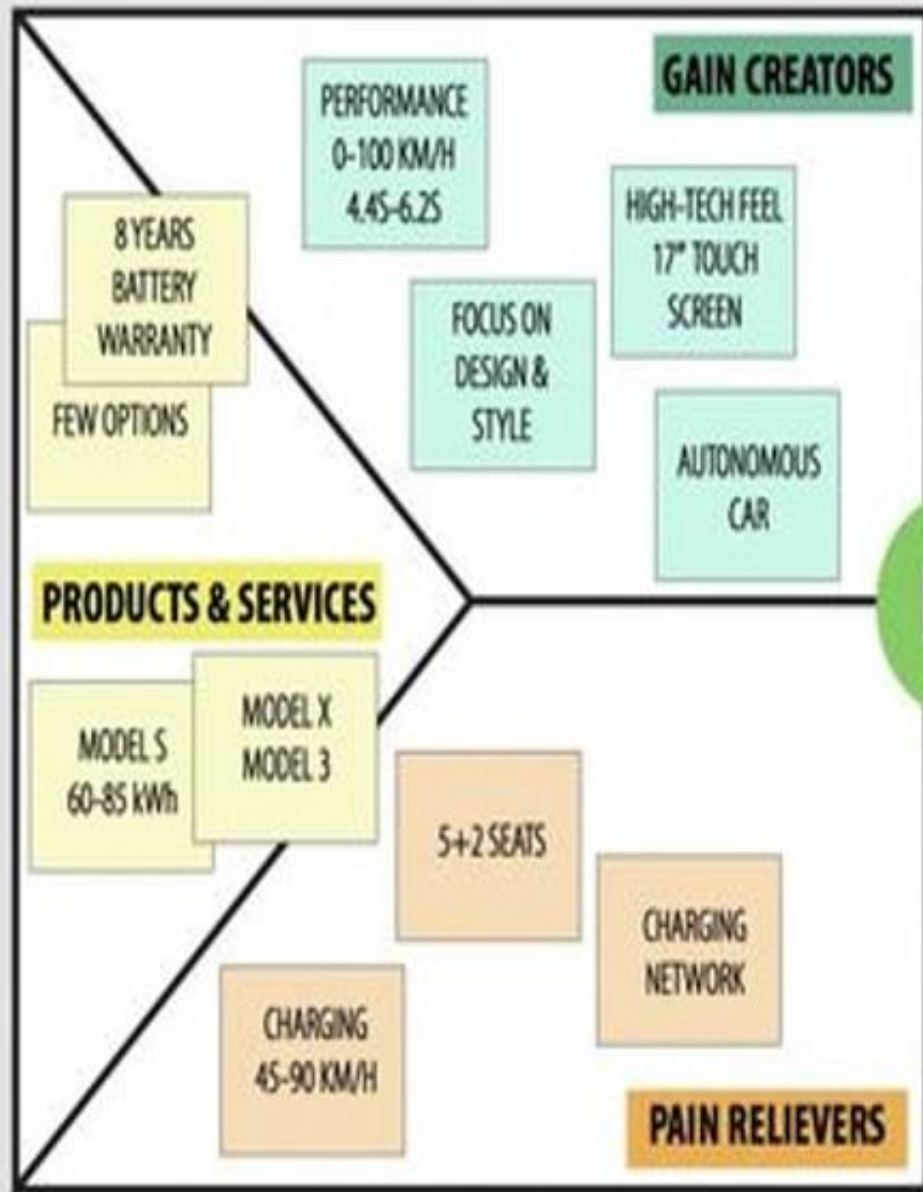 GAIN CREATORS
PERFORMANCE
0-100 KM/H
4.4S-6.2S
HIGH-TECH FEEL
17" TOUCH
SCREEN
FOCUS ON
DESIGN &
STYLE
AUTONOMOUS
CAR
8 YEARS
BATTERY
WARRANTY
FEW OPTIONS
PRODUCTS & SERVICES
MODEL S
60-85 kWh
MODEL X
MODEL 3
5+2 SEATS
CHARGING
NETWORK
CHARGING
45-90 KM/H
PAIN RELIEVERS